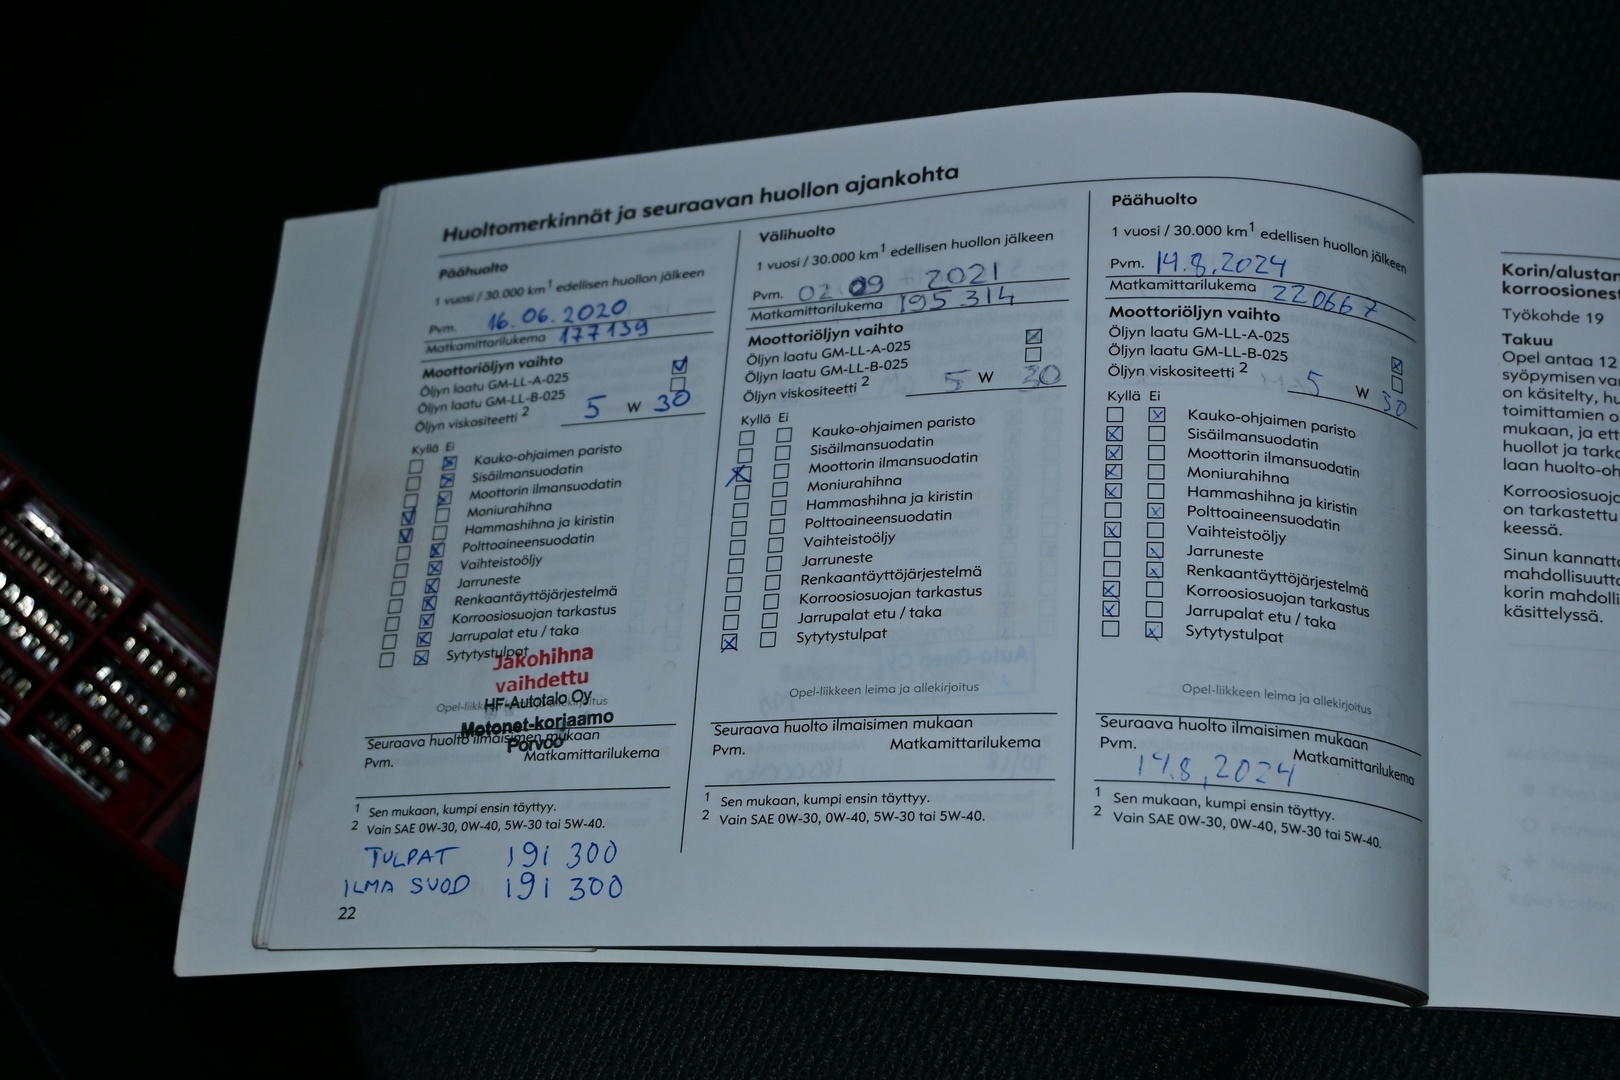 Huoltomerkinnät ja seuraavan huollon ajankohta
Päähuolto
1 vuosi / 30.000 km1 edellisen huollon jälkeen
Pvm. 16.06.2020
Matkamittarilukema 177139
Moottoriöljyn vaihto
Öljyn laatu GM-LL-A-025
Öljyn laatu GM-LL-B-025
Öljyn viskositeetti 2 5 W 30
Kyllä Ei
Kauko-ohjaimen paristo
Sisäilmansuodatin
Moottorin ilmansuodatin
Moniurahihna
Hammashihna ja kiristin
Polttoaineensuodatin
Vaihteistoöljy
Jarruneste
Renkaantäyttöjärjestelmä
Korroosiosuojan tarkastus
Jarrupalat etu / taka
Sytytystulpat
Jakohihna
vaihdettu
HF-Autotalo Oy
Motonet-korjaamo
Porvoo
Opel-liikkeen leima ja allekirjoitus
Seuraava huolto ilmaisimen mukaan
Pvm. Matkamittarilukema
1 Sen mukaan, kumpi ensin täyttyy.
2 Vain SAE 0W-30, 0W-40, 5W-30 tai 5W-40.
TULPAT 191 300
ILMA SUOD 191 300
22
Välihuolto
1 vuosi / 30.000 km1 edellisen huollon jälkeen
Pvm. 02.09 2021
Matkamittarilukema 195 314
Moottoriöljyn vaihto
Öljyn laatu GM-LL-A-025
Öljyn laatu GM-LL-B-025
Öljyn viskositeetti 2 5 W 30
Kyllä Ei
Kauko-ohjaimen paristo
Sisäilmansuodatin
Moottorin ilmansuodatin
Moniurahihna
Hammashihna ja kiristin
Polttoaineensuodatin
Vaihteistoöljy
Jarruneste
Renkaantäyttöjärjestelmä
Korroosiosuojan tarkastus
Jarrupalat etu / taka
Sytytystulpat
Opel-liikkeen leima ja allekirjoitus
Seuraava huolto ilmaisimen mukaan
Pvm. Matkamittarilukema
1 Sen mukaan, kumpi ensin täyttyy.
2 Vain SAE 0W-30, 0W-40, 5W-30 tai 5W-40.
Päähuolto
1 vuosi / 30.000 km1 edellisen huollon jälkeen
Pvm. 14.8.2024
Matkamittarilukema 220667
Moottoriöljyn vaihto
Öljyn laatu GM-LL-A-025
Öljyn laatu GM-LL-B-025
Öljyn viskositeetti 2 5 W 30
Kyllä Ei
Kauko-ohjaimen paristo
Sisäilmansuodatin
Moottorin ilmansuodatin
Moniurahihna
Hammashihna ja kiristin
Polttoaineensuodatin
Vaihteistoöljy
Jarruneste
Renkaantäyttöjärjestelmä
Korroosiosuojan tarkastus
Jarrupalat etu / taka
Sytytystulpat
Opel-liikkeen leima ja allekirjoitus
Seuraava huolto ilmaisimen mukaan
Pvm. Matkamittarilukema
14.8.2024
1 Sen mukaan, kumpi ensin täyttyy.
2 Vain SAE 0W-30, 0W-40, 5W-30 tai 5W-40.
Korin/alustan
korroosionest
Työkohde 19
Takuu
Opel antaa 12
syöpymisen va
on käsitelty, hu
toimittamien o
mukaan, ja ett
huollot ja tarka
laan huolto-oh
Korroosiosuoja
on tarkastettu
keessä.
Sinun kannatta
mahdollisuutta
korin mahdolli
käsittelyssä.